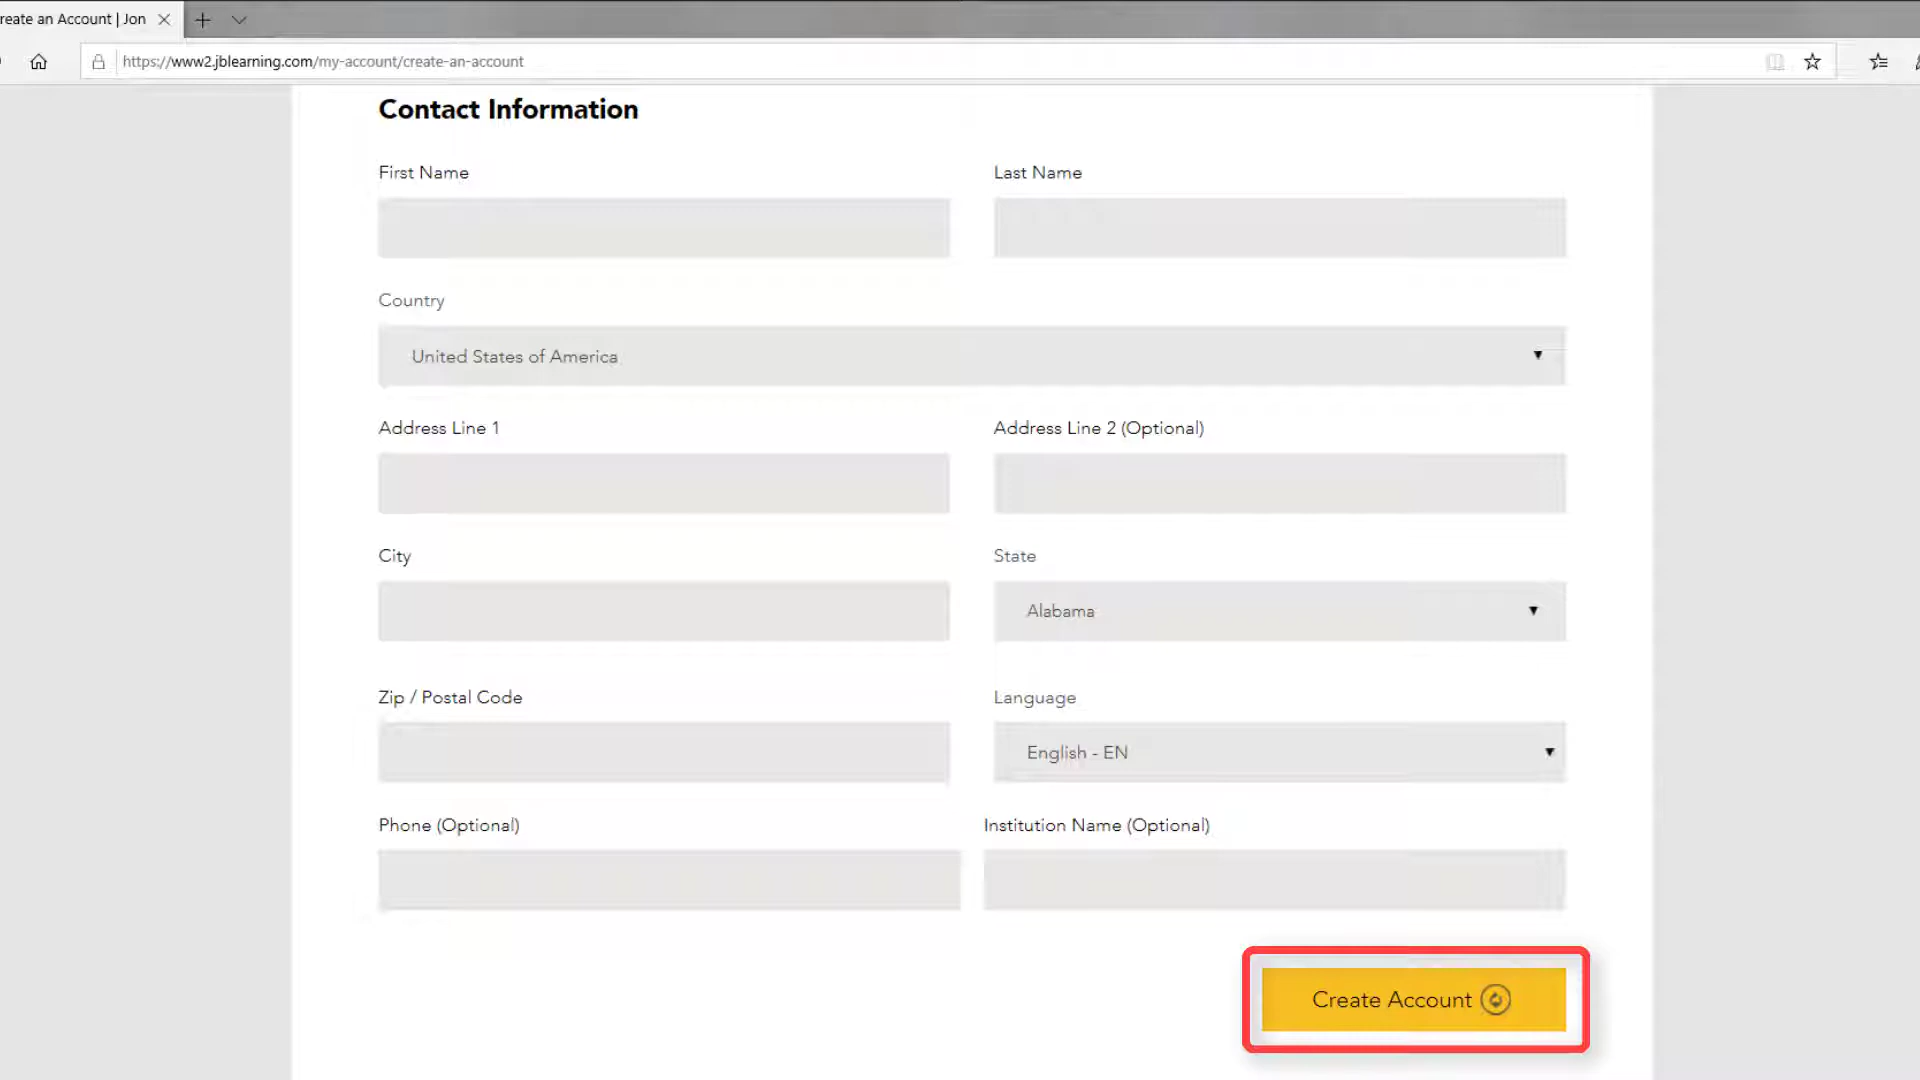 reate an Account | Jon
https://www2.jblearning.com/my-account/create-an-account
Contact Information
First Name
Last Name
Country
United States of America
Address Line 1
Address Line 2 (Optional)
City
State
Alabama
Zip / Postal Code
Language
English - EN
Phone (Optional)
Institution Name (Optional)
Create Account